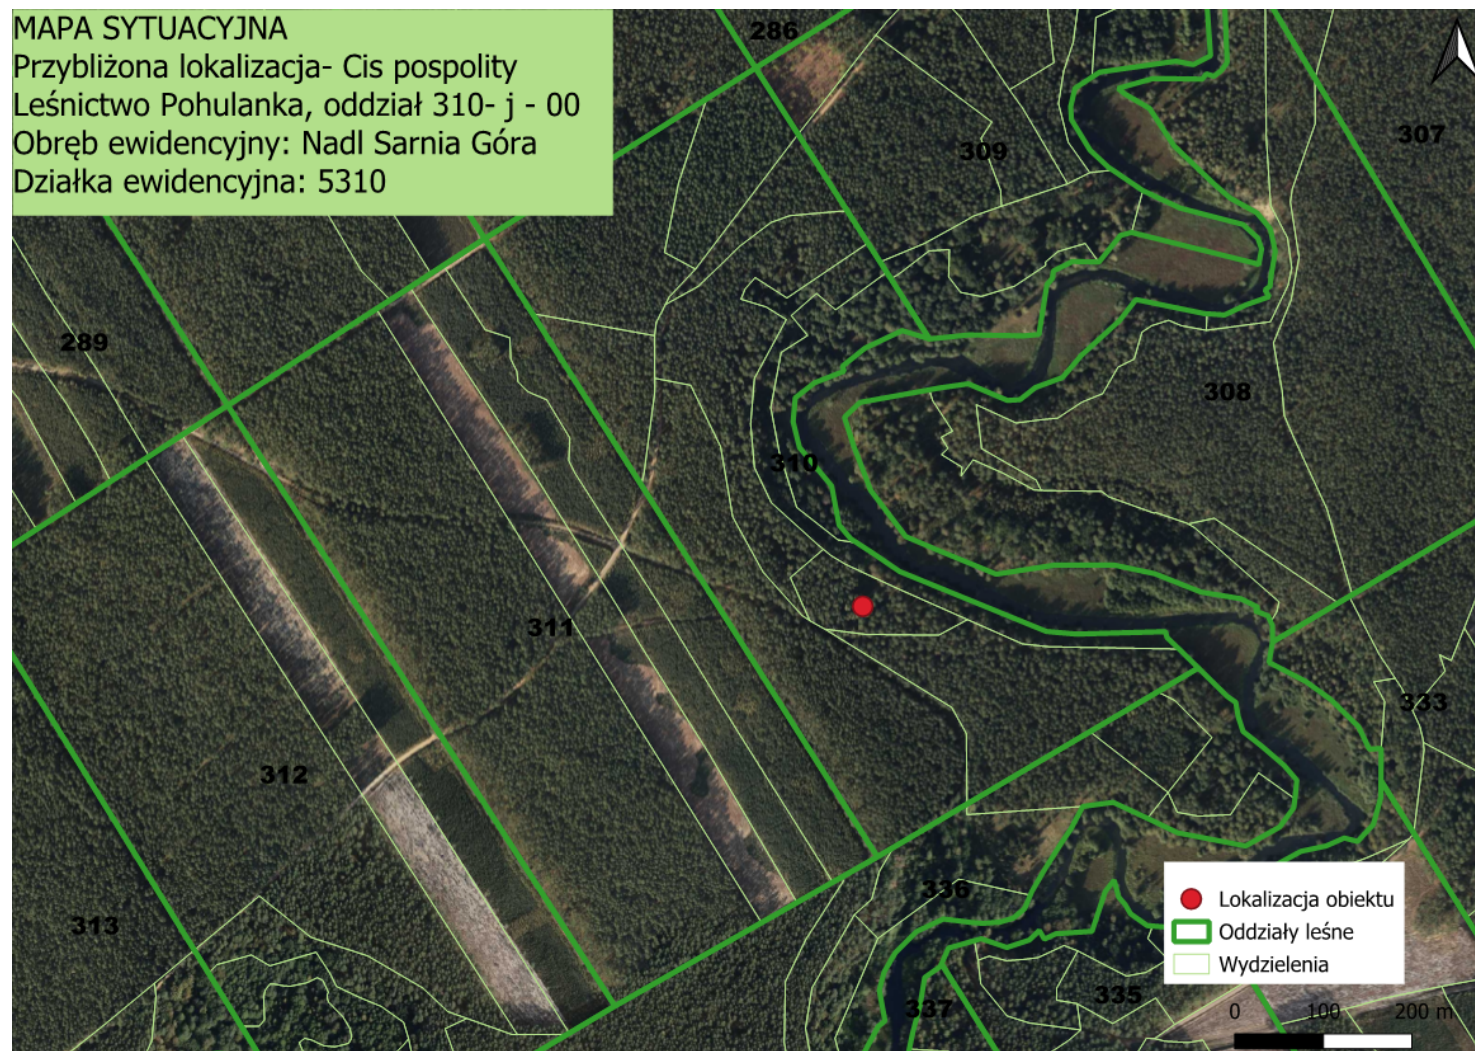 MAPA SYTUACYJNA
Przybliżona lokalizacja- Cis pospolity
Leśnictwo Pohulanka, oddział 310- j - 00
Obręb ewidencyjny: Nadl Sarnia Góra
Działka ewidencyjna: 5310
286
307
309
289
308
310
311
333
312
336
313
335
337
Lokalizacja obiektu
Oddziały leśne
Wydzielenia
0 100 200 m